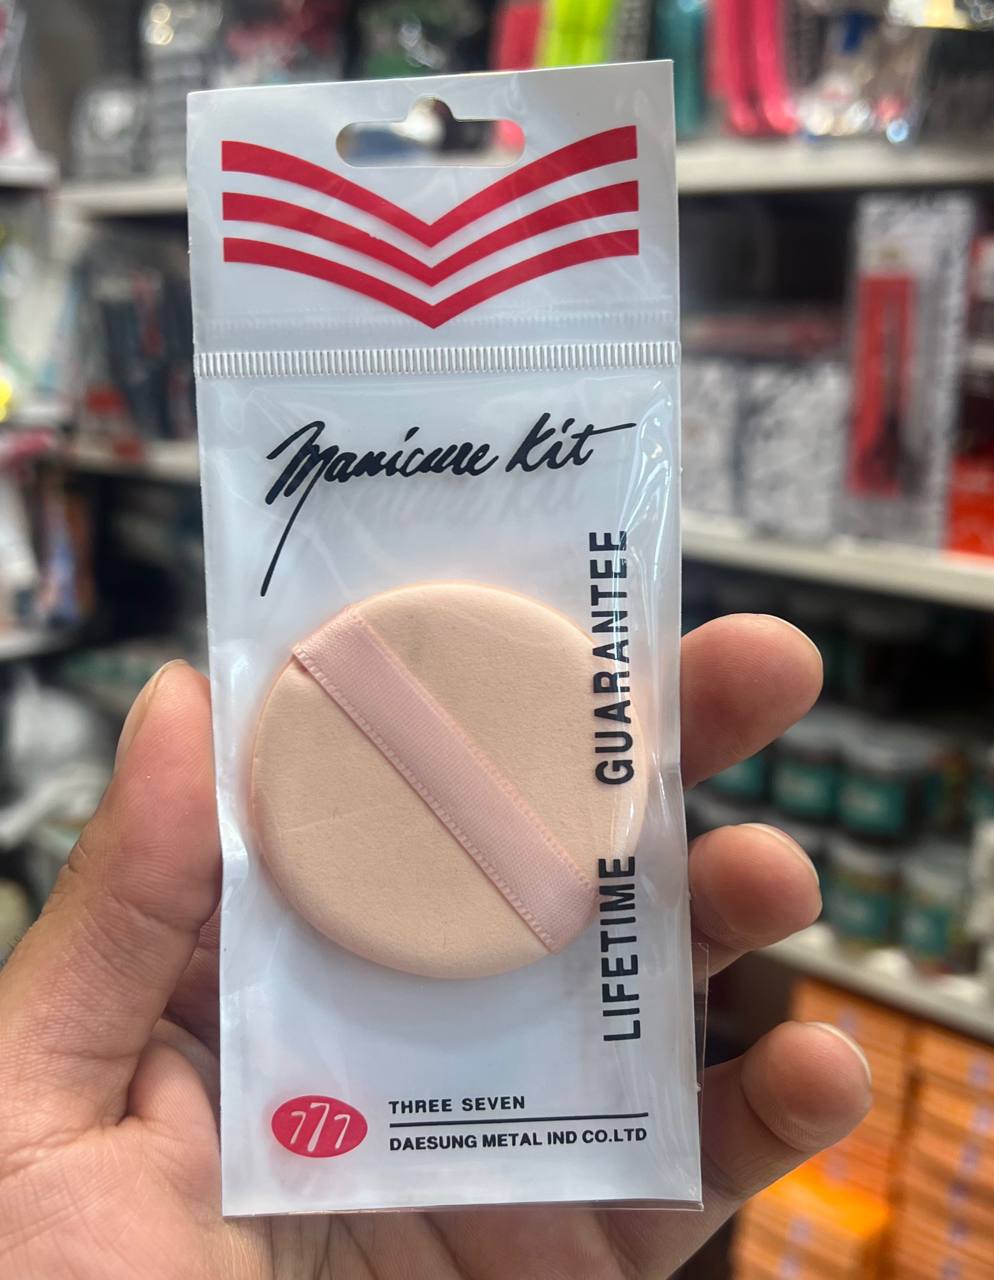 Manicure Kit
LIFETIME GUARANTEE
777
THREE SEVEN
DAESUNG METAL IND CO.LTD